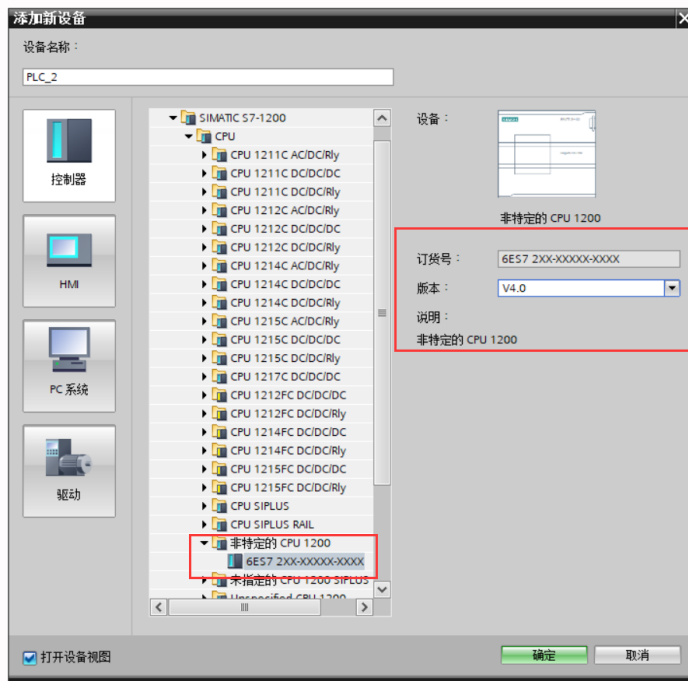 添加新设备
设备名称：
PLC_2
控制器
HMI
PC 系统
驱动
SIMATIC S7-1200
CPU
CPU 1211C AC/DC/Rly
CPU 1211C DC/DC/DC
CPU 1211C DC/DC/Rly
CPU 1212C AC/DC/Rly
CPU 1212C DC/DC/DC
CPU 1212C DC/DC/Rly
CPU 1214C AC/DC/Rly
CPU 1214C DC/DC/DC
CPU 1214C DC/DC/Rly
CPU 1215C AC/DC/Rly
CPU 1215C DC/DC/DC
CPU 1215C DC/DC/Rly
CPU 1217C DC/DC/DC
CPU 1212FC DC/DC/DC
CPU 1212FC DC/DC/Rly
CPU 1214FC DC/DC/DC
CPU 1214FC DC/DC/Rly
CPU 1215FC DC/DC/DC
CPU 1215FC DC/DC/Rly
CPU SIPLUS
CPU SIPLUS RAIL
非特定的 CPU 1200
6ES7 2XX-XXXXX-XXXX
未指定的 CPU 1200 SIPLUS
Unspecified CPU 1200
设备：
非特定的 CPU 1200
订货号：
6ES7 2XX-XXXXX-XXXX
版本：
V4.0
说明：
非特定的 CPU 1200
打开设备视图
确定
取消